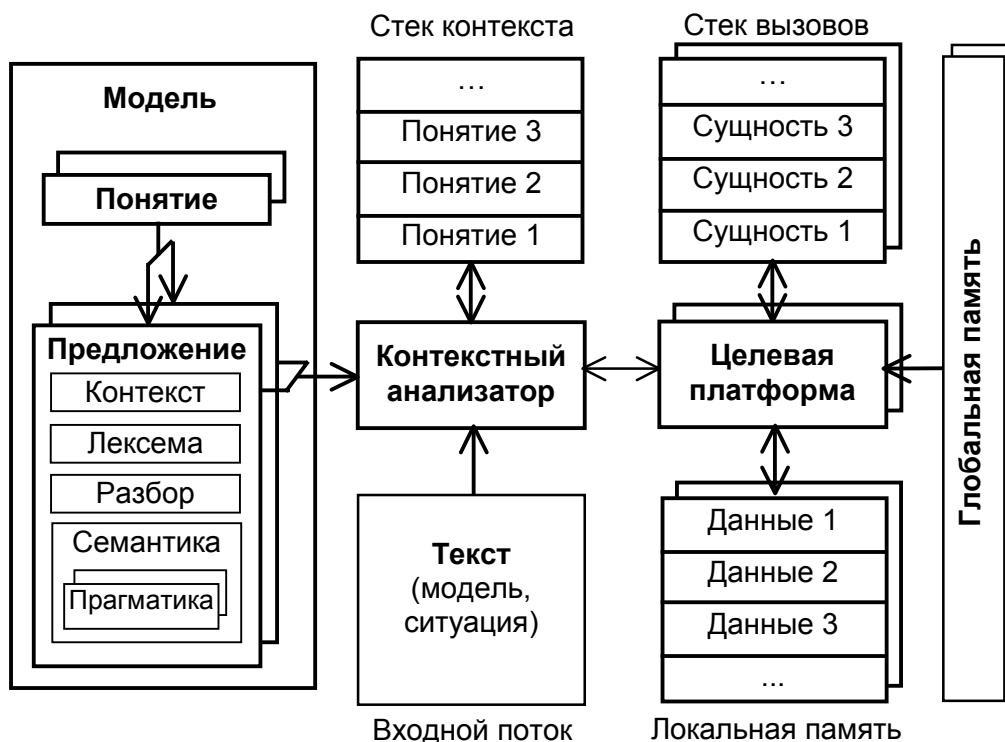 Стек контекста
Стек вызовов
Модель
Понятие
Предложение
Контекст
Лексема
Разбор
Семантика
Прагматика
...
Понятие 3
Понятие 2
Понятие 1
Контекстный
анализатор
Текст
(модель,
ситуация)
Входной поток
...
Сущность 3
Сущность 2
Сущность 1
Целевая
платформа
Данные 1
Данные 2
Данные 3
...
Локальная память
Глобальная память